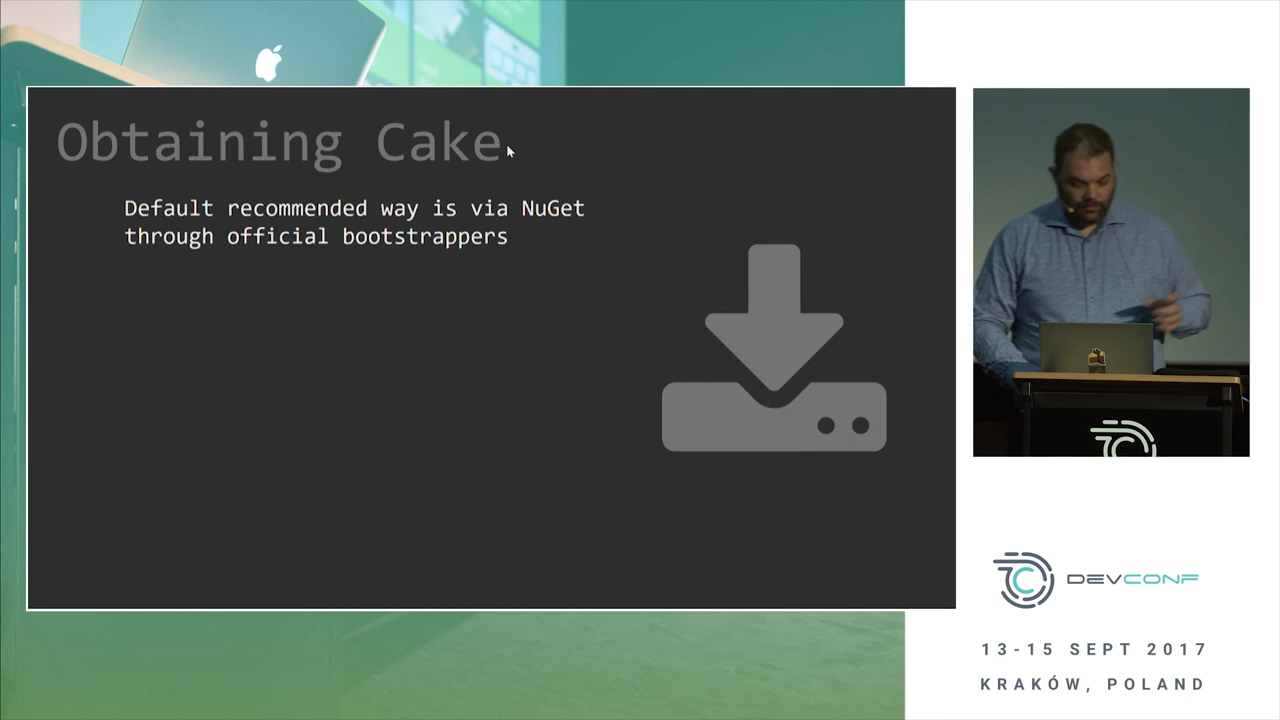 Obtaining Cake
Default recommended way is via NuGet
through official bootstrappers
DEVCONF
13-15 SEPT 2017
KRAKÓW, POLAND